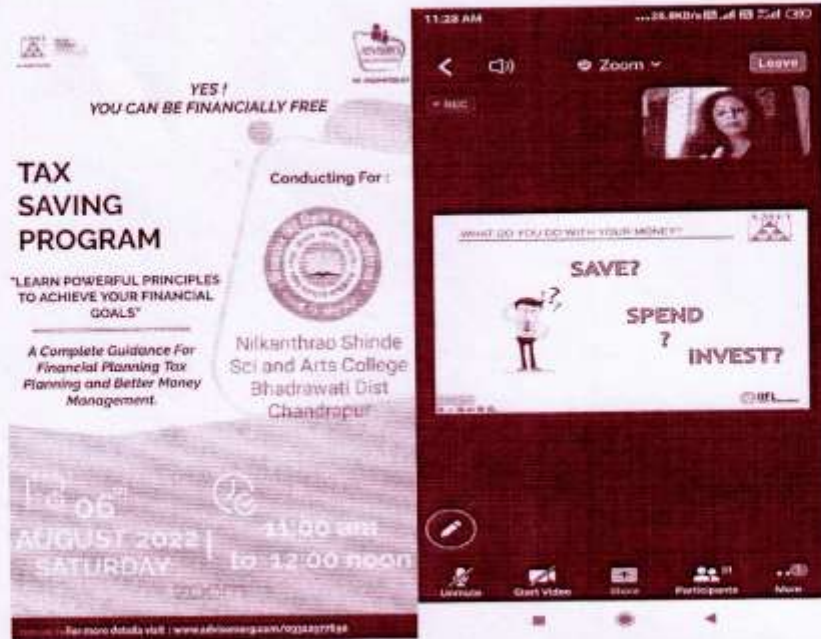 YES !
YOU CAN BE FINANCIALLY FREE
TAX
SAVING
PROGRAM
"LEARN POWERFUL PRINCIPLES
TO ACHIEVE YOUR FINANCIAL
GOALS"
A Complete Guidance For
Financial Planning Tax
Planning and Better Money
Management.
Conducting For :
Nilkanthrao Shinde
Sci and Arts College
Bhadrawati Dist
Chandrapur
06
AUGUST 2022
SATURDAY
11.00 am
to 12.00 noon
zoom
For more details visit : www.
11:28 AM
Zoom
Leave
REC
WHAT DO YOU DO WITH YOUR MONEY?
SAVE?
SPEND
?
INVEST?
IIFL
Unmute
Start Video
Share
Participants
More